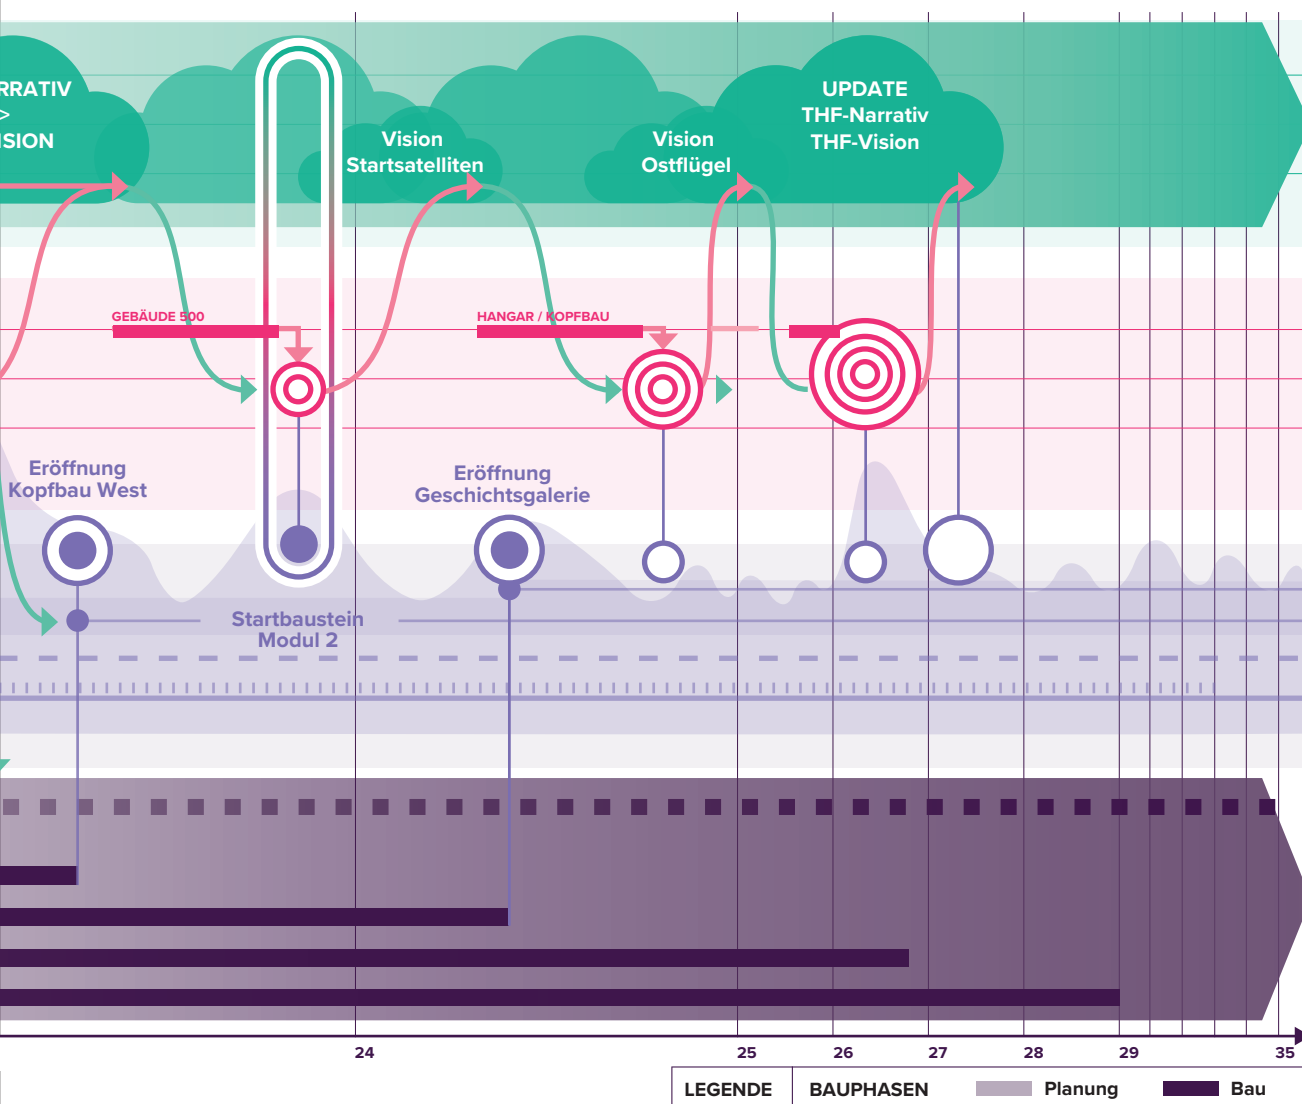 RRATIV
>
ISION
Vision
Startsatelliten
Vision
Ostflügel
UPDATE
THF-Narrativ
THF-Vision
GEBÄUDE 500
HANGAR / KOPFBAU
Eröffnung
Kopfbau West
Eröffnung
Geschichtsgalerie
Startbaustein
Modul 2
24
25
26
27
28
29
35
LEGENDE
BAUPHASEN
Planung
Bau